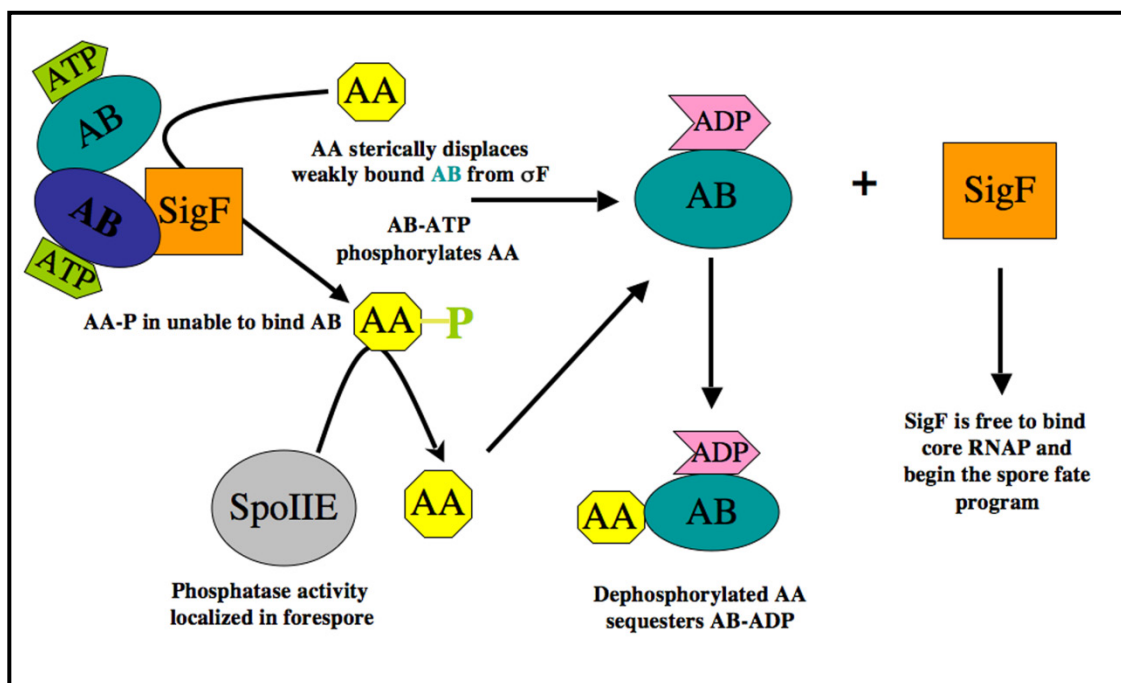 ATP
AB
AB
ATP
SigF
AA
AA sterically displaces
weakly bound AB from σF
AB-ATP
phosphorylates AA
ADP
AB
+
SigF
AA-P in unable to bind AB
AA
P
SpoIIE
AA
Phosphatase activity
localized in forespore
ADP
AA
AB
Dephosphorylated AA
sequesters AB-ADP
SigF is free to bind
core RNAP and
begin the spore fate
program